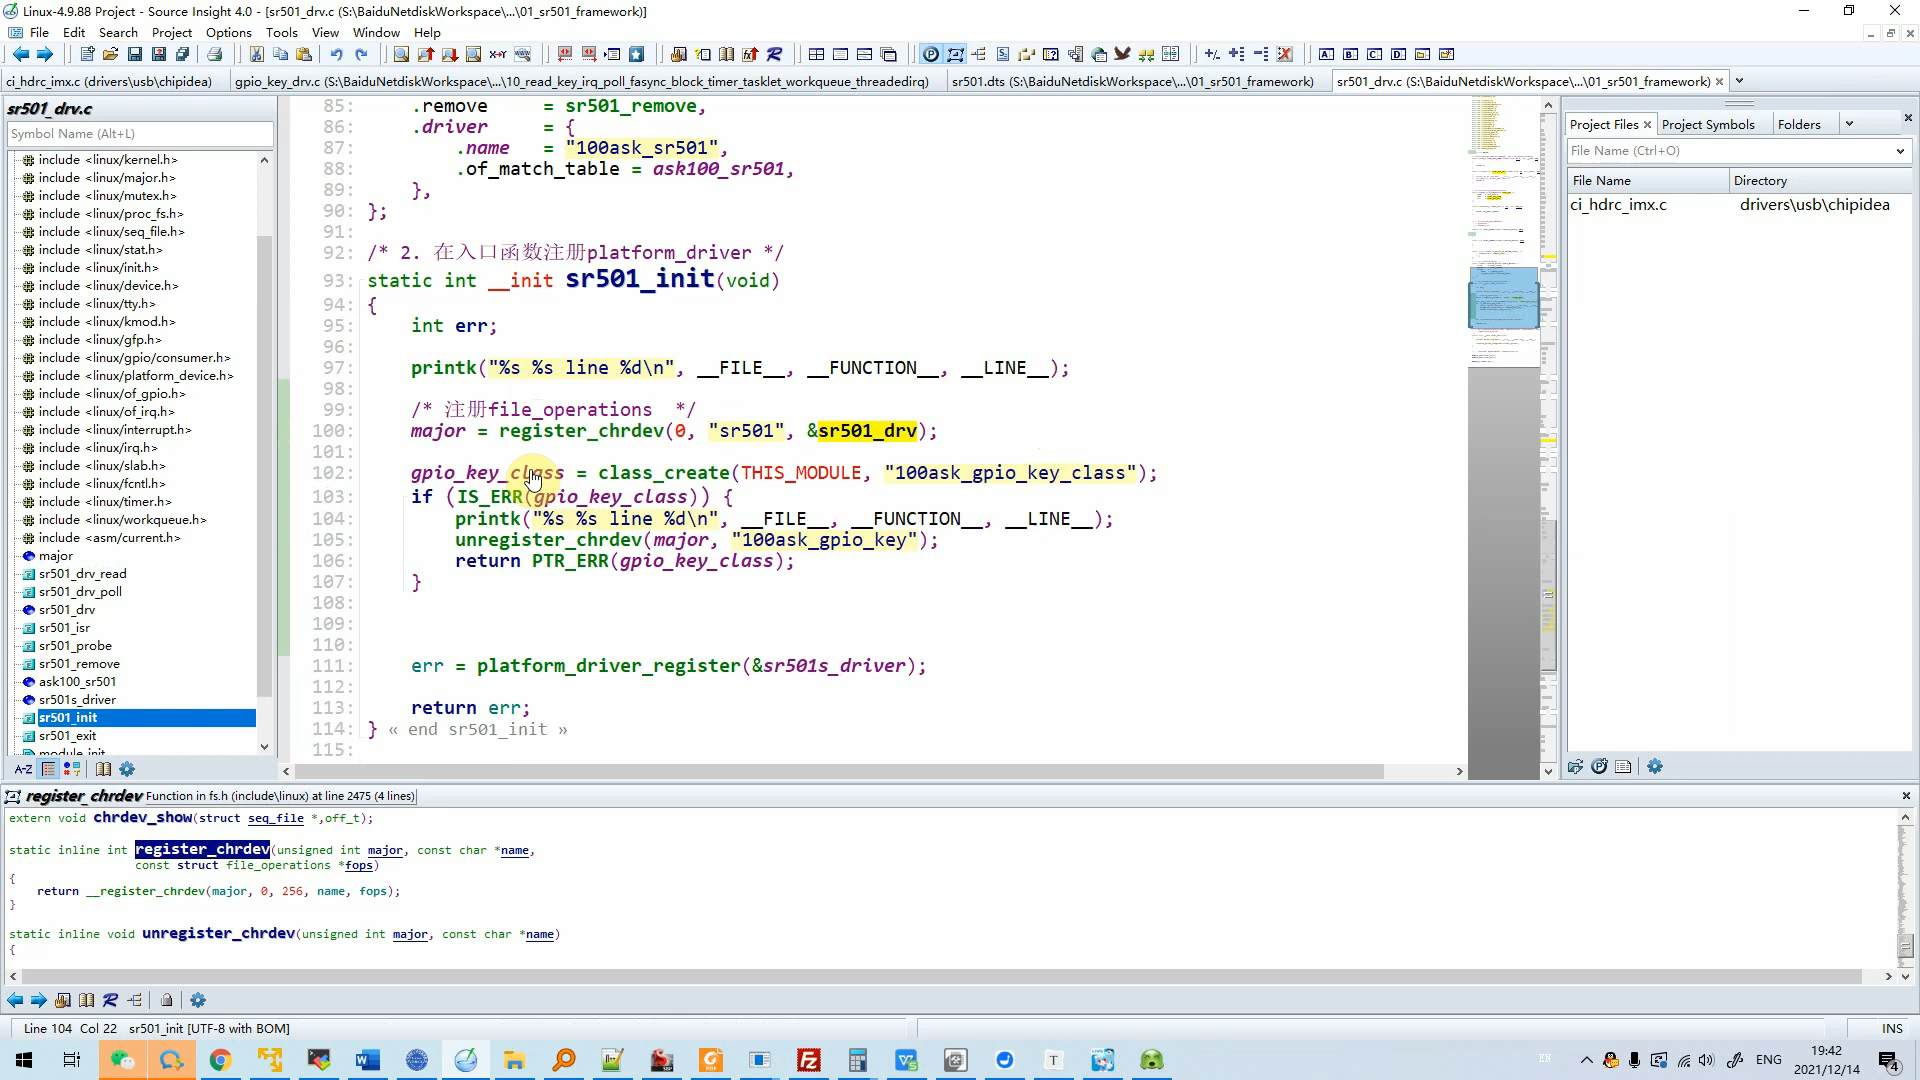 Linux-4.9.88 Project - Source Insight 4.0 - [sr501_drv.c (S:\BaiduNetdiskWorkspace\...\01_sr501_framework)]
File Edit Search Project Options Tools View Window Help
ci_hdrc_imx.c (drivers\usb\chipidea)
gpio_key_drv.c (S:\BaiduNetdiskWorkspace\...\10_read_key_irq_poll_fasync_block_timer_tasklet_workqueue_threadedirq)
sr501.dts (S:\BaiduNetdiskWorkspace\...\01_sr501_framework)
sr501_drv.c (S:\BaiduNetdiskWorkspace\...\01_sr501_framework)
sr501_drv.c
Symbol Name (Alt+L)
include <linux/kernel.h>
include <linux/major.h>
include <linux/mutex.h>
include <linux/proc_fs.h>
include <linux/seq_file.h>
include <linux/stat.h>
include <linux/init.h>
include <linux/device.h>
include <linux/tty.h>
include <linux/kmod.h>
include <linux/gfp.h>
include <linux/gpio/consumer.h>
include <linux/platform_device.h>
include <linux/of_gpio.h>
include <linux/of_irq.h>
include <linux/interrupt.h>
include <linux/irq.h>
include <linux/slab.h>
include <linux/fcntl.h>
include <linux/timer.h>
include <linux/workqueue.h>
include <asm/current.h>
major
sr501_drv_read
sr501_drv_poll
sr501_drv
sr501_isr
sr501_probe
sr501_remove
ask100_sr501
sr501s_driver
sr501_init
sr501_exit
module_init
A-Z
85: .remove = sr501_remove,
86: .driver = {
87: .name = "100ask_sr501",
88: .of_match_table = ask100_sr501,
89: },
90: };
91:
92: /* 2. 在入口函数注册platform_driver */
93: static int __init sr501_init(void)
94: {
95: int err;
96:
97: printk("%s %s line %d\n", __FILE__, __FUNCTION__, __LINE__);
98:
99: /* 注册file_operations */
100: major = register_chrdev(0, "sr501", &sr501_drv);
101:
102: gpio_key_class = class_create(THIS_MODULE, "100ask_gpio_key_class");
103: if (IS_ERR(gpio_key_class)) {
104: printk("%s %s line %d\n", __FILE__, __FUNCTION__, __LINE__);
105: unregister_chrdev(major, "100ask_gpio_key");
106: return PTR_ERR(gpio_key_class);
107: }
108:
109:
110:
111: err = platform_driver_register(&sr501s_driver);
112:
113: return err;
114: } « end sr501_init »
115:
Project Files Project Symbols Folders
File Name (Ctrl+O)
File Name Directory
ci_hdrc_imx.c drivers\usb\chipidea
register_chrdev Function in fs.h (include\linux) at line 2475 (4 lines)
extern void chrdev_show(struct seq_file *,off_t);
static inline int register_chrdev(unsigned int major, const char *name,
const struct file_operations *fops)
{
return __register_chrdev(major, 0, 256, name, fops);
}
static inline void unregister_chrdev(unsigned int major, const char *name)
{
Line 104 Col 22 sr501_init [UTF-8 with BOM]
INS
ENG
19:42
2021/12/14